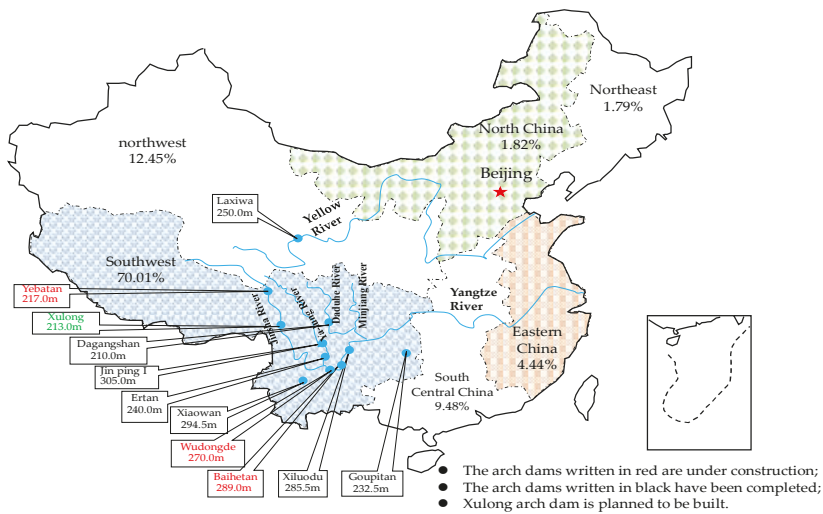 Northeast
1.79%
North China
1.82%
Beijing
northwest
12.45%
Laxiwa
250.0m
Yellow
River
Southwest
70.01%
Yebatan
217.0m
Xulong
213.0m
Dagangshan
210.0m
Jin ping I
305.0m
Ertan
240.0m
Xiaowan
294.5m
Wudongde
270.0m
Baihetan
289.0m
Xiluodu
285.5m
Goupitan
232.5m
Jinsha River
Yalong River
Daduhe River
Minjiang River
Yangtze
River
Eastern
China
4.44%
South
Central China
9.48%
● The arch dams written in red are under construction;
● The arch dams written in black have been completed;
● Xulong arch dam is planned to be built.